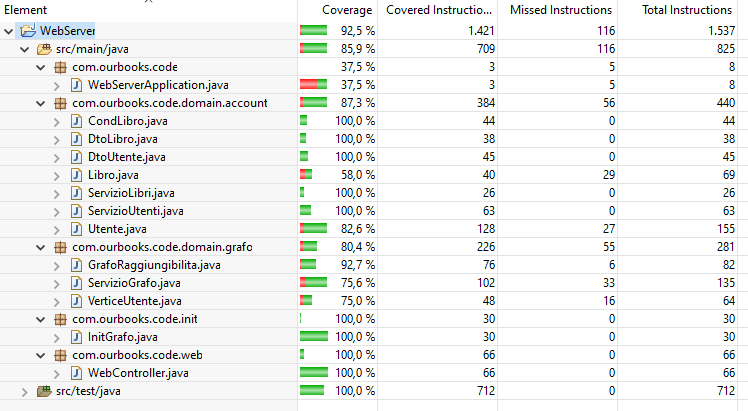 Element Coverage Covered Instructio... Missed Instructions Total Instructions
WebServer 92,5 % 1.421 116 1.537
src/main/java 85,9 % 709 116 825
com.ourbooks.code 37,5 % 3 5 8
WebServerApplication.java 37,5 % 3 5 8
com.ourbooks.code.domain.account 87,3 % 384 56 440
CondLibro.java 100,0 % 44 0 44
DtoLibro.java 100,0 % 38 0 38
DtoUtente.java 100,0 % 45 0 45
Libro.java 58,0 % 40 29 69
ServizioLibri.java 100,0 % 26 0 26
ServizioUtenti.java 100,0 % 63 0 63
Utente.java 82,6 % 128 27 155
com.ourbooks.code.domain.grafo 80,4 % 226 55 281
GrafoRaggiungibilita.java 92,7 % 76 6 82
ServizioGrafo.java 75,6 % 102 33 135
VerticeUtente.java 75,0 % 48 16 64
com.ourbooks.code.init 100,0 % 30 0 30
InitGrafo.java 100,0 % 30 0 30
com.ourbooks.code.web 100,0 % 66 0 66
WebController.java 100,0 % 66 0 66
src/test/java 100,0 % 712 0 712